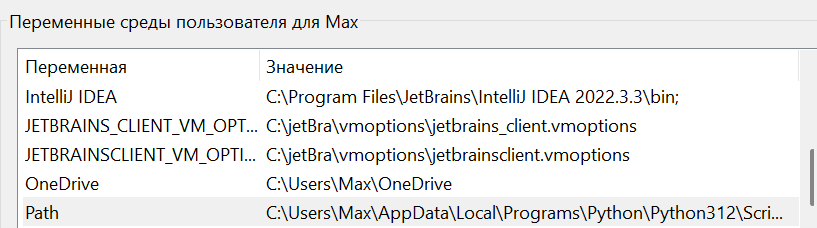 Переменные среды пользователя для Max
Переменная Значение
IntelliJ IDEA C:\Program Files\JetBrains\IntelliJ IDEA 2022.3.3\bin;
JETBRAINS_CLIENT_VM_OPT... C:\jetBra\vmoptions\jetbrains_client.vmoptions
JETBRAINSCLIENT_VM_OPTI... C:\jetBra\vmoptions\jetbrainsclient.vmoptions
OneDrive C:\Users\Max\OneDrive
Path C:\Users\Max\AppData\Local\Programs\Python\Python312\Scri...